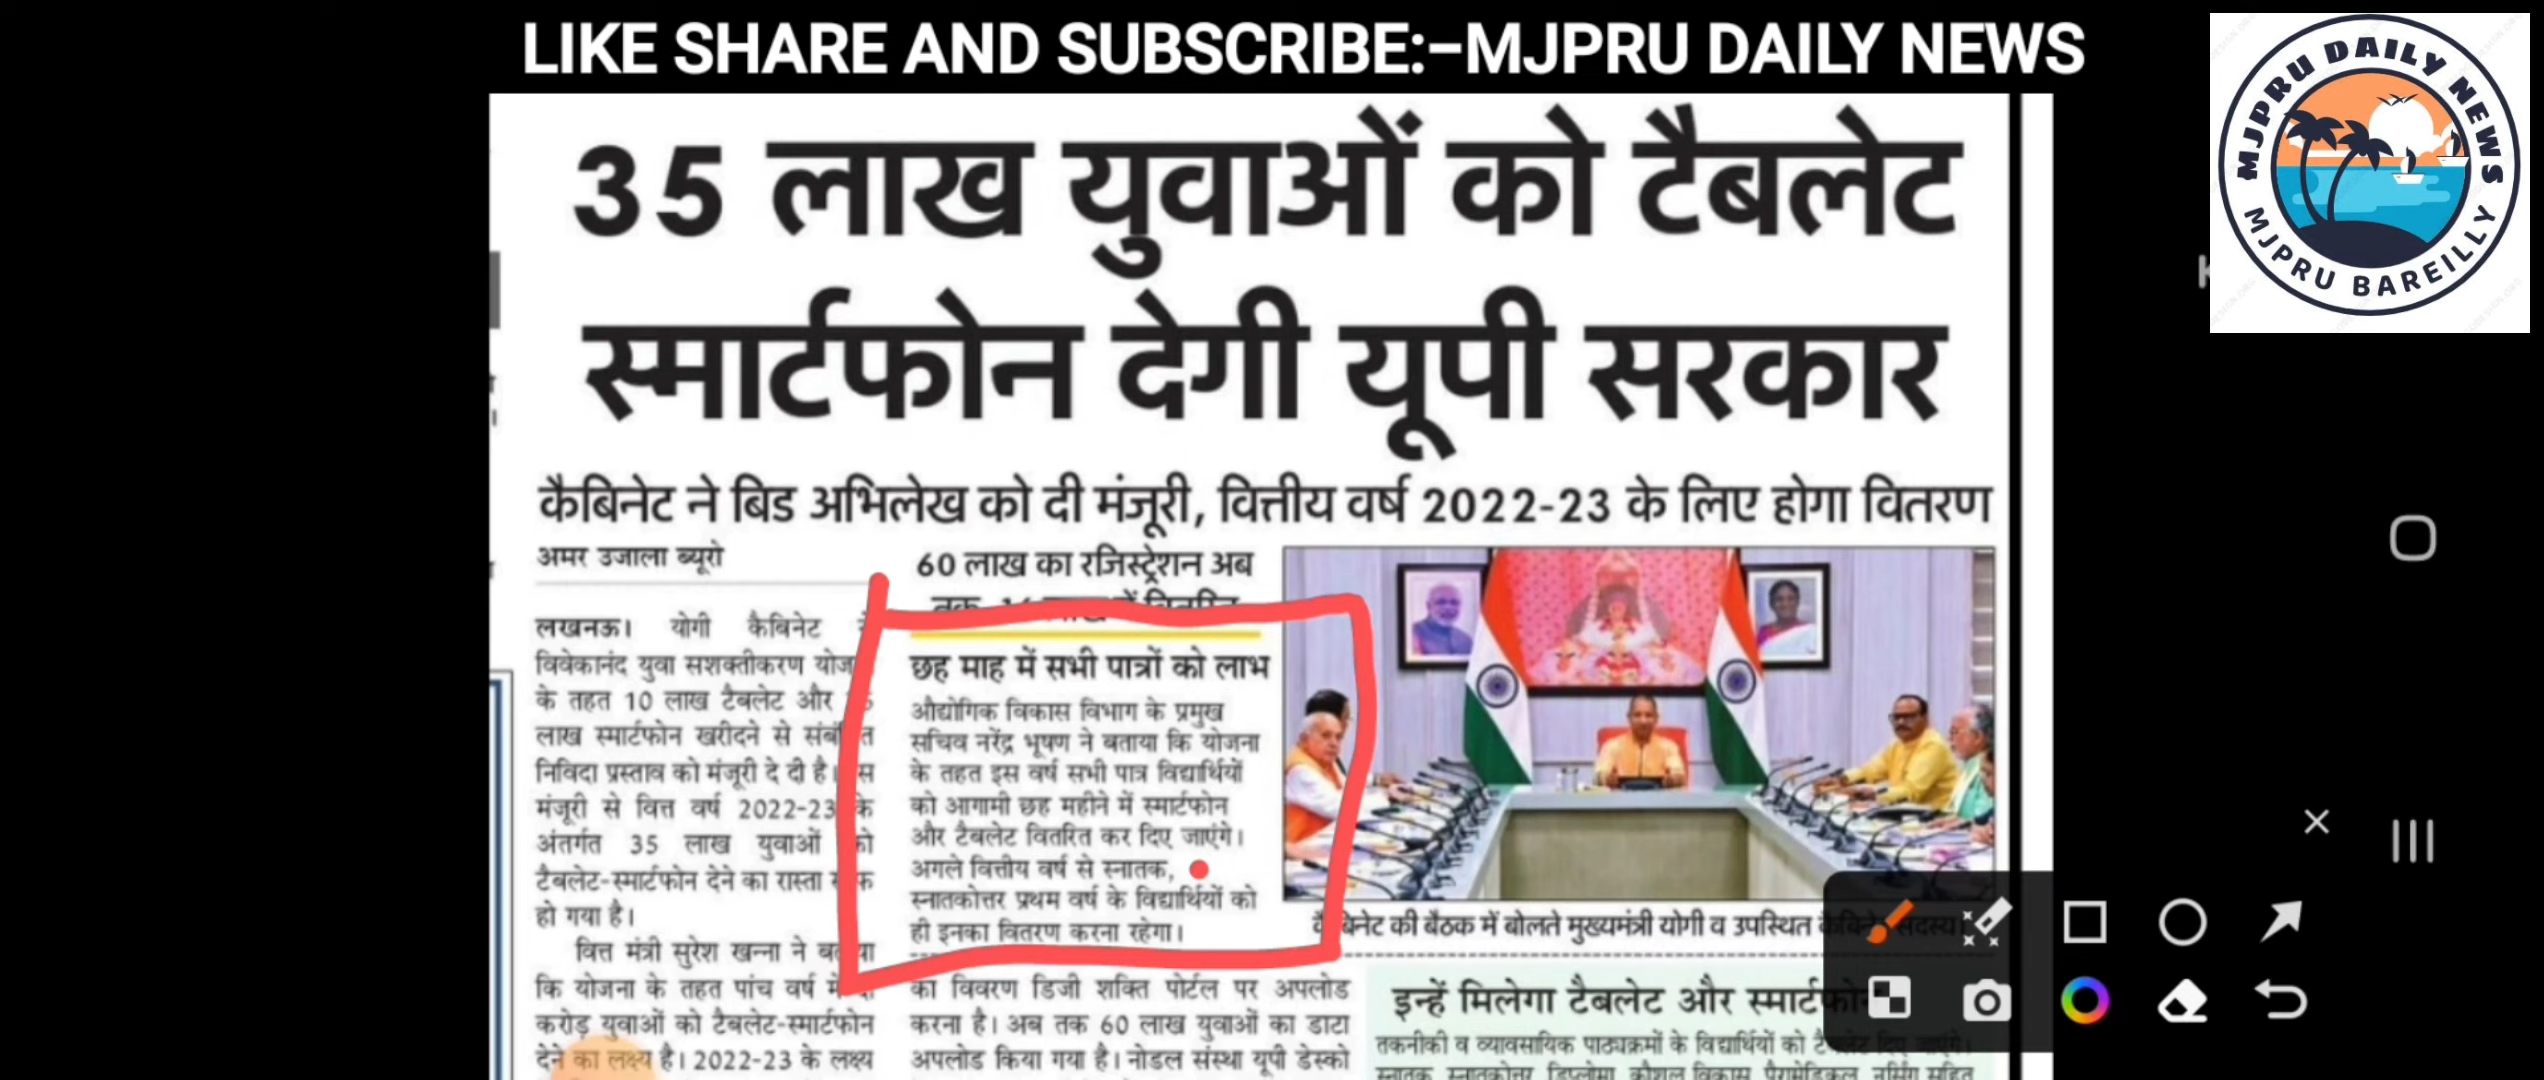 LIKE SHARE AND SUBSCRIBE:-MJPRU DAILY NEWS
MJPRU DAILY NEWS
MJPRU BAREILLY
35 लाख युवाओं को टैबलेट
स्मार्टफोन देगी यूपी सरकार
कैबिनेट ने बिड अभिलेख को दी मंजूरी, वित्तीय वर्ष 2022-23 के लिए होगा वितरण
अमर उजाला ब्यूरो
लखनऊ। योगी कैबिनेट
विवेकानंद युवा सशक्तीकरण
के तहत 10 लाख टैबलेट और
लाख स्मार्टफोन खरीदने से
निविदा प्रस्ताव को मंजूरी दे दी है।
मंजूरी से वित्त वर्ष 2022-23 के
अंतर्गत 35 लाख युवाओं को
टैबलेट-स्मार्टफोन देने का रास्ता
हो गया है।
वित्त मंत्री सुरेश खन्ना ने
कि योजना के तहत पांच वर्ष
करोड़ युवाओं को टैबलेट-स्मार्टफोन
देने का लक्ष्य है। 2022-23 के लक्ष्य
60 लाख का रजिस्ट्रेशन अब
छह माह में सभी पात्रों को लाभ
औद्योगिक विकास विभाग के प्रमुख
सचिव नरेंद्र भूषण ने बताया कि योजना
के तहत इस वर्ष सभी पात्र विद्यार्थियों
को आगामी छह महीने में स्मार्टफोन
और टैबलेट वितरित कर दिए जाएंगे।
अगले वित्तीय वर्ष से स्नातक,
स्नातकोत्तर प्रथम वर्ष के विद्यार्थियों को
ही इनका वितरण करना रहेगा।
का विवरण डिजी शक्ति पोर्टल पर अपलोड
करना है। अब तक 60 लाख युवाओं का डाटा
अपलोड किया गया है। नोडल संस्था यूपी डेस्को
की बैठक में बोलते मुख्यमंत्री योगी व उपस्थित
इन्हें मिलेगा टैबलेट और
तकनीकी व व्यावसायिक पाठ्यक्रमों के विद्यार्थियों को